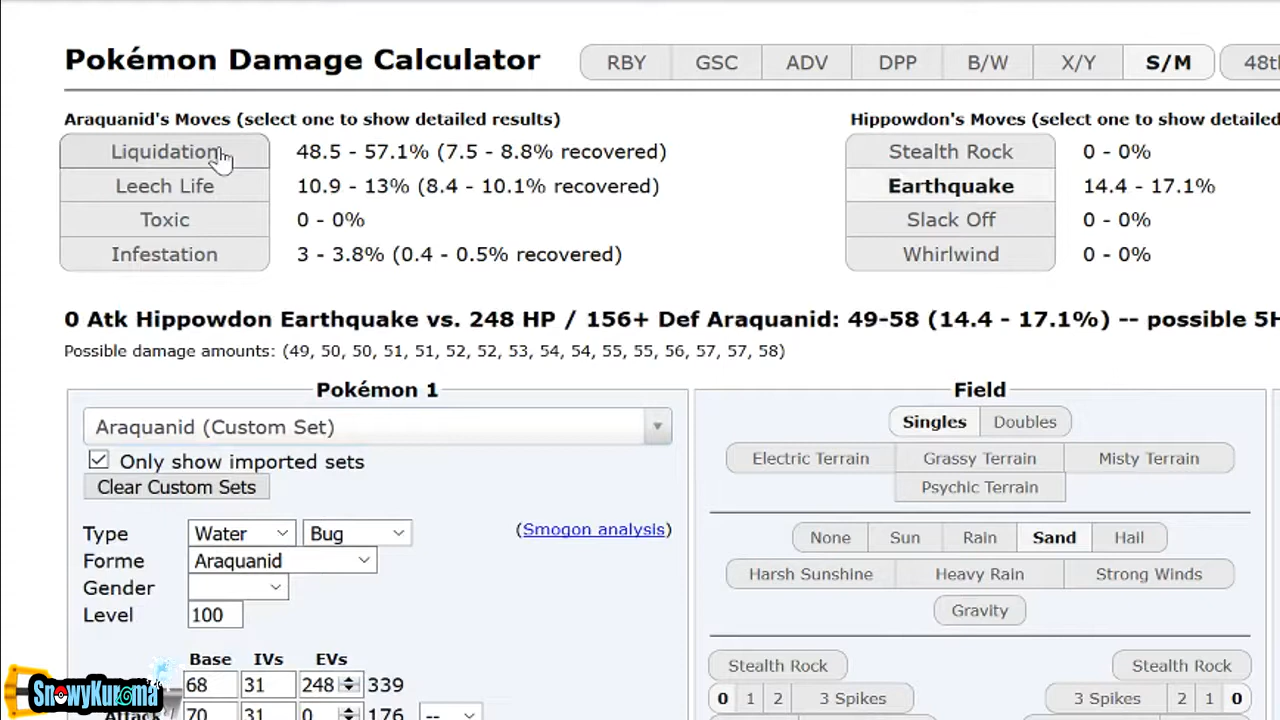 Pokémon Damage Calculator
RBY GSC ADV DPP B/W X/Y S/M 48th
Araquanid's Moves (select one to show detailed results)
Liquidation 48.5 - 57.1% (7.5 - 8.8% recovered)
Leech Life 10.9 - 13% (8.4 - 10.1% recovered)
Toxic 0 - 0%
Infestation 3 - 3.8% (0.4 - 0.5% recovered)
Hippowdon's Moves (select one to show detailed
Stealth Rock 0 - 0%
Earthquake 14.4 - 17.1%
Slack Off 0 - 0%
Whirlwind 0 - 0%
0 Atk Hippowdon Earthquake vs. 248 HP / 156+ Def Araquanid: 49-58 (14.4 - 17.1%) -- possible 5H
Possible damage amounts: (49, 50, 50, 51, 51, 52, 52, 53, 54, 54, 55, 55, 56, 57, 57, 58)
Pokémon 1
Araquanid (Custom Set)
Only show imported sets
Clear Custom Sets
Type Water Bug (Smogon analysis)
Forme Araquanid
Gender
Level 100
Base IVs EVs
68 31 248 339
Attack 70 31 0 176 --
Field
Singles Doubles
Electric Terrain Grassy Terrain Misty Terrain
Psychic Terrain
None Sun Rain Sand Hail
Harsh Sunshine Heavy Rain Strong Winds
Gravity
Stealth Rock Stealth Rock
0 1 2 3 Spikes 3 Spikes 2 1 0
SnowyKuroma